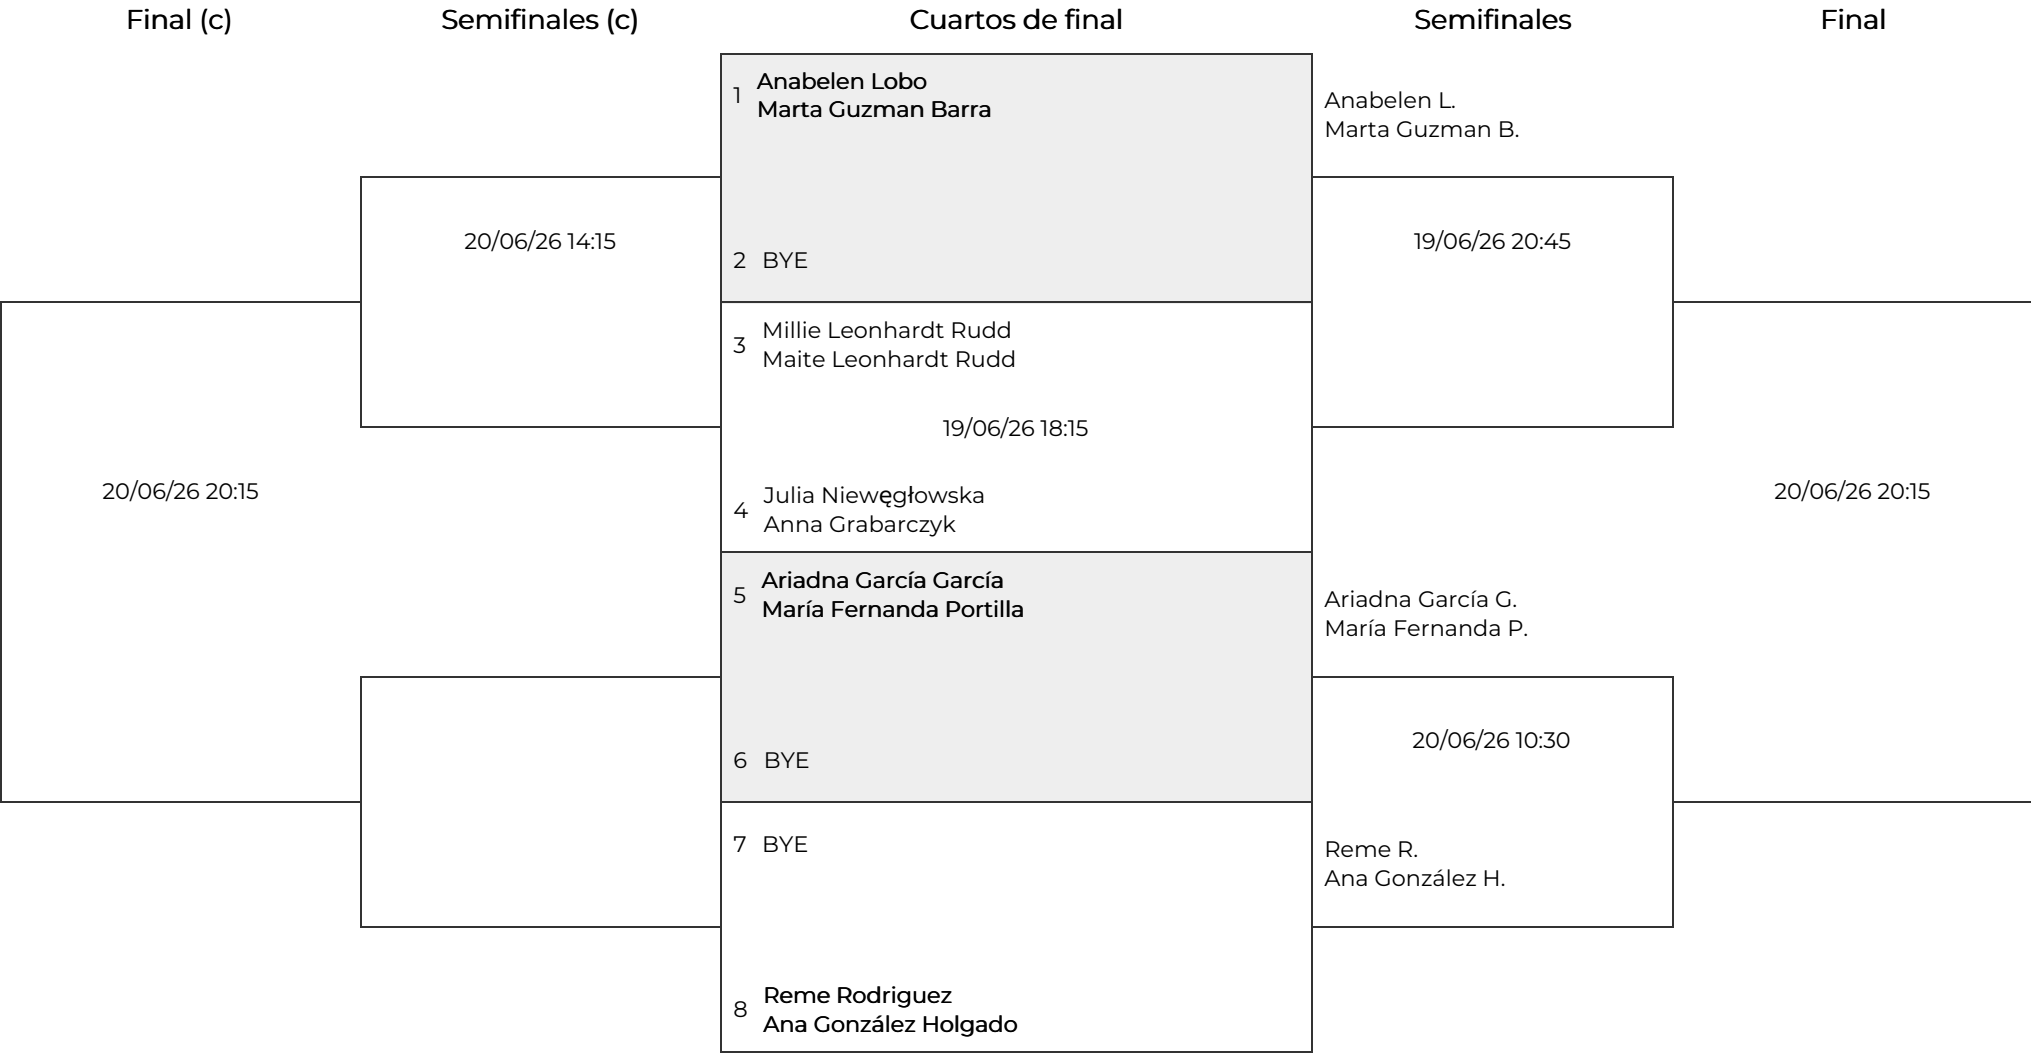 Final (c)
Semifinales (c)
Cuartos de final
Semifinales
Final
1
Anabelen Lobo
Marta Guzman Barra
2 BYE
3
Millie Leonhardt Rudd
Maite Leonhardt Rudd
19/06/26 18:15
4
Julia Niewęgłowska
Anna Grabarczyk
5
Ariadna García García
María Fernanda Portilla
6 BYE
7 BYE
8
Reme Rodriguez
Ana González Holgado
20/06/26 14:15
20/06/26 20:15
Anabelen L.
Marta Guzman B.
19/06/26 20:45
Ariadna García G.
María Fernanda P.
20/06/26 10:30
Reme R.
Ana González H.
20/06/26 20:15